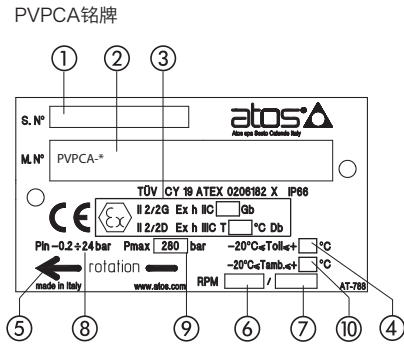 PVPCA铭牌
① ② ③
S. N°
atos
Atos spa Sesto Calende Italy
M. N° PVPCA-*
TÜV CY 19 ATEX 0206182 X IP66
CE Ex II 2/2G Ex h IIC Gb
II 2/2D Ex h IIIC T °C Db
Pin -0.2÷24 bar Pmax 280 bar -20°C≤Toil≤+ °C
-20°C≤Tamb.≤+ °C
rotation
made in Italy www.atos.com RPM / AT-788
⑤ ⑧ ⑨ ⑥ ⑦ ⑩ ④